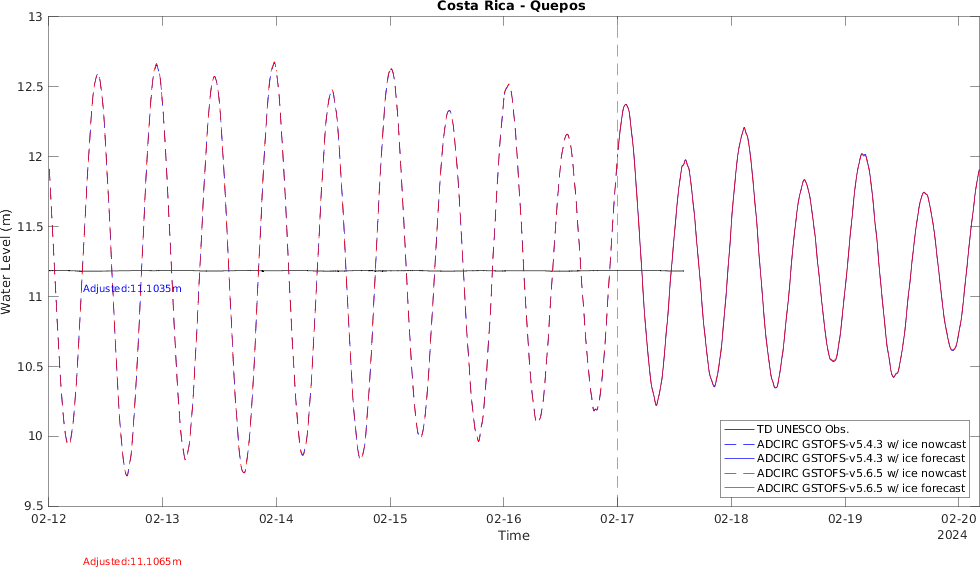 Costa Rica - Quepos
13
12.5
12
11.5
11
10.5
10
9.5
Water Level (m)
Adjusted:11.1035m
TD UNESCO Obs.
ADCIRC GSTOFS-v5.4.3 w/ ice nowcast
ADCIRC GSTOFS-v5.4.3 w/ ice forecast
ADCIRC GSTOFS-v5.6.5 w/ ice nowcast
ADCIRC GSTOFS-v5.6.5 w/ ice forecast
02-12 02-13 02-14 02-15 02-16 02-17 02-18 02-19 02-20
Time
2024
Adjusted:11.1065m